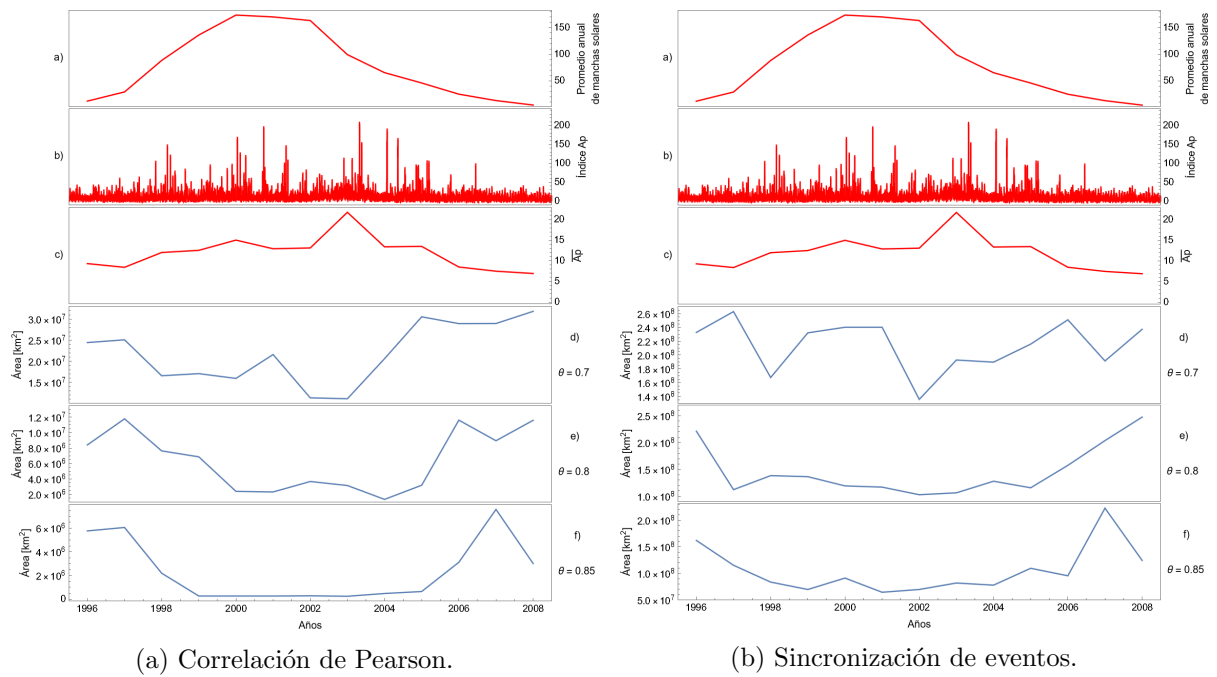 a)
150
100
50
Promedio anual
de manchas solares
b)
200
150
100
50
0
Índice Ap
c)
20
15
10
5
0
Ap
Área [km²]
3.0 × 10⁷
2.5 × 10⁷
2.0 × 10⁷
1.5 × 10⁷
d)
θ = 0.7
Área [km²]
1.2 × 10⁷
1.0 × 10⁷
8.0 × 10⁶
6.0 × 10⁶
4.0 × 10⁶
2.0 × 10⁶
e)
θ = 0.8
Área [km²]
6 × 10⁶
4 × 10⁶
2 × 10⁶
0
f)
θ = 0.85
1996 1998 2000 2002 2004 2006 2008
Años
(a) Correlación de Pearson.
a)
150
100
50
Promedio anual
de manchas solares
b)
200
150
100
50
0
Índice Ap
c)
20
15
10
5
0
Ap
Área [km²]
2.6 × 10⁸
2.4 × 10⁸
2.2 × 10⁸
2.0 × 10⁸
1.8 × 10⁸
1.6 × 10⁸
1.4 × 10⁸
d)
θ = 0.7
Área [km²]
2.5 × 10⁸
2.0 × 10⁸
1.5 × 10⁸
1.0 × 10⁸
e)
θ = 0.8
Área [km²]
2.0 × 10⁸
1.5 × 10⁸
1.0 × 10⁸
5.0 × 10⁷
f)
θ = 0.85
1996 1998 2000 2002 2004 2006 2008
Años
(b) Sincronización de eventos.